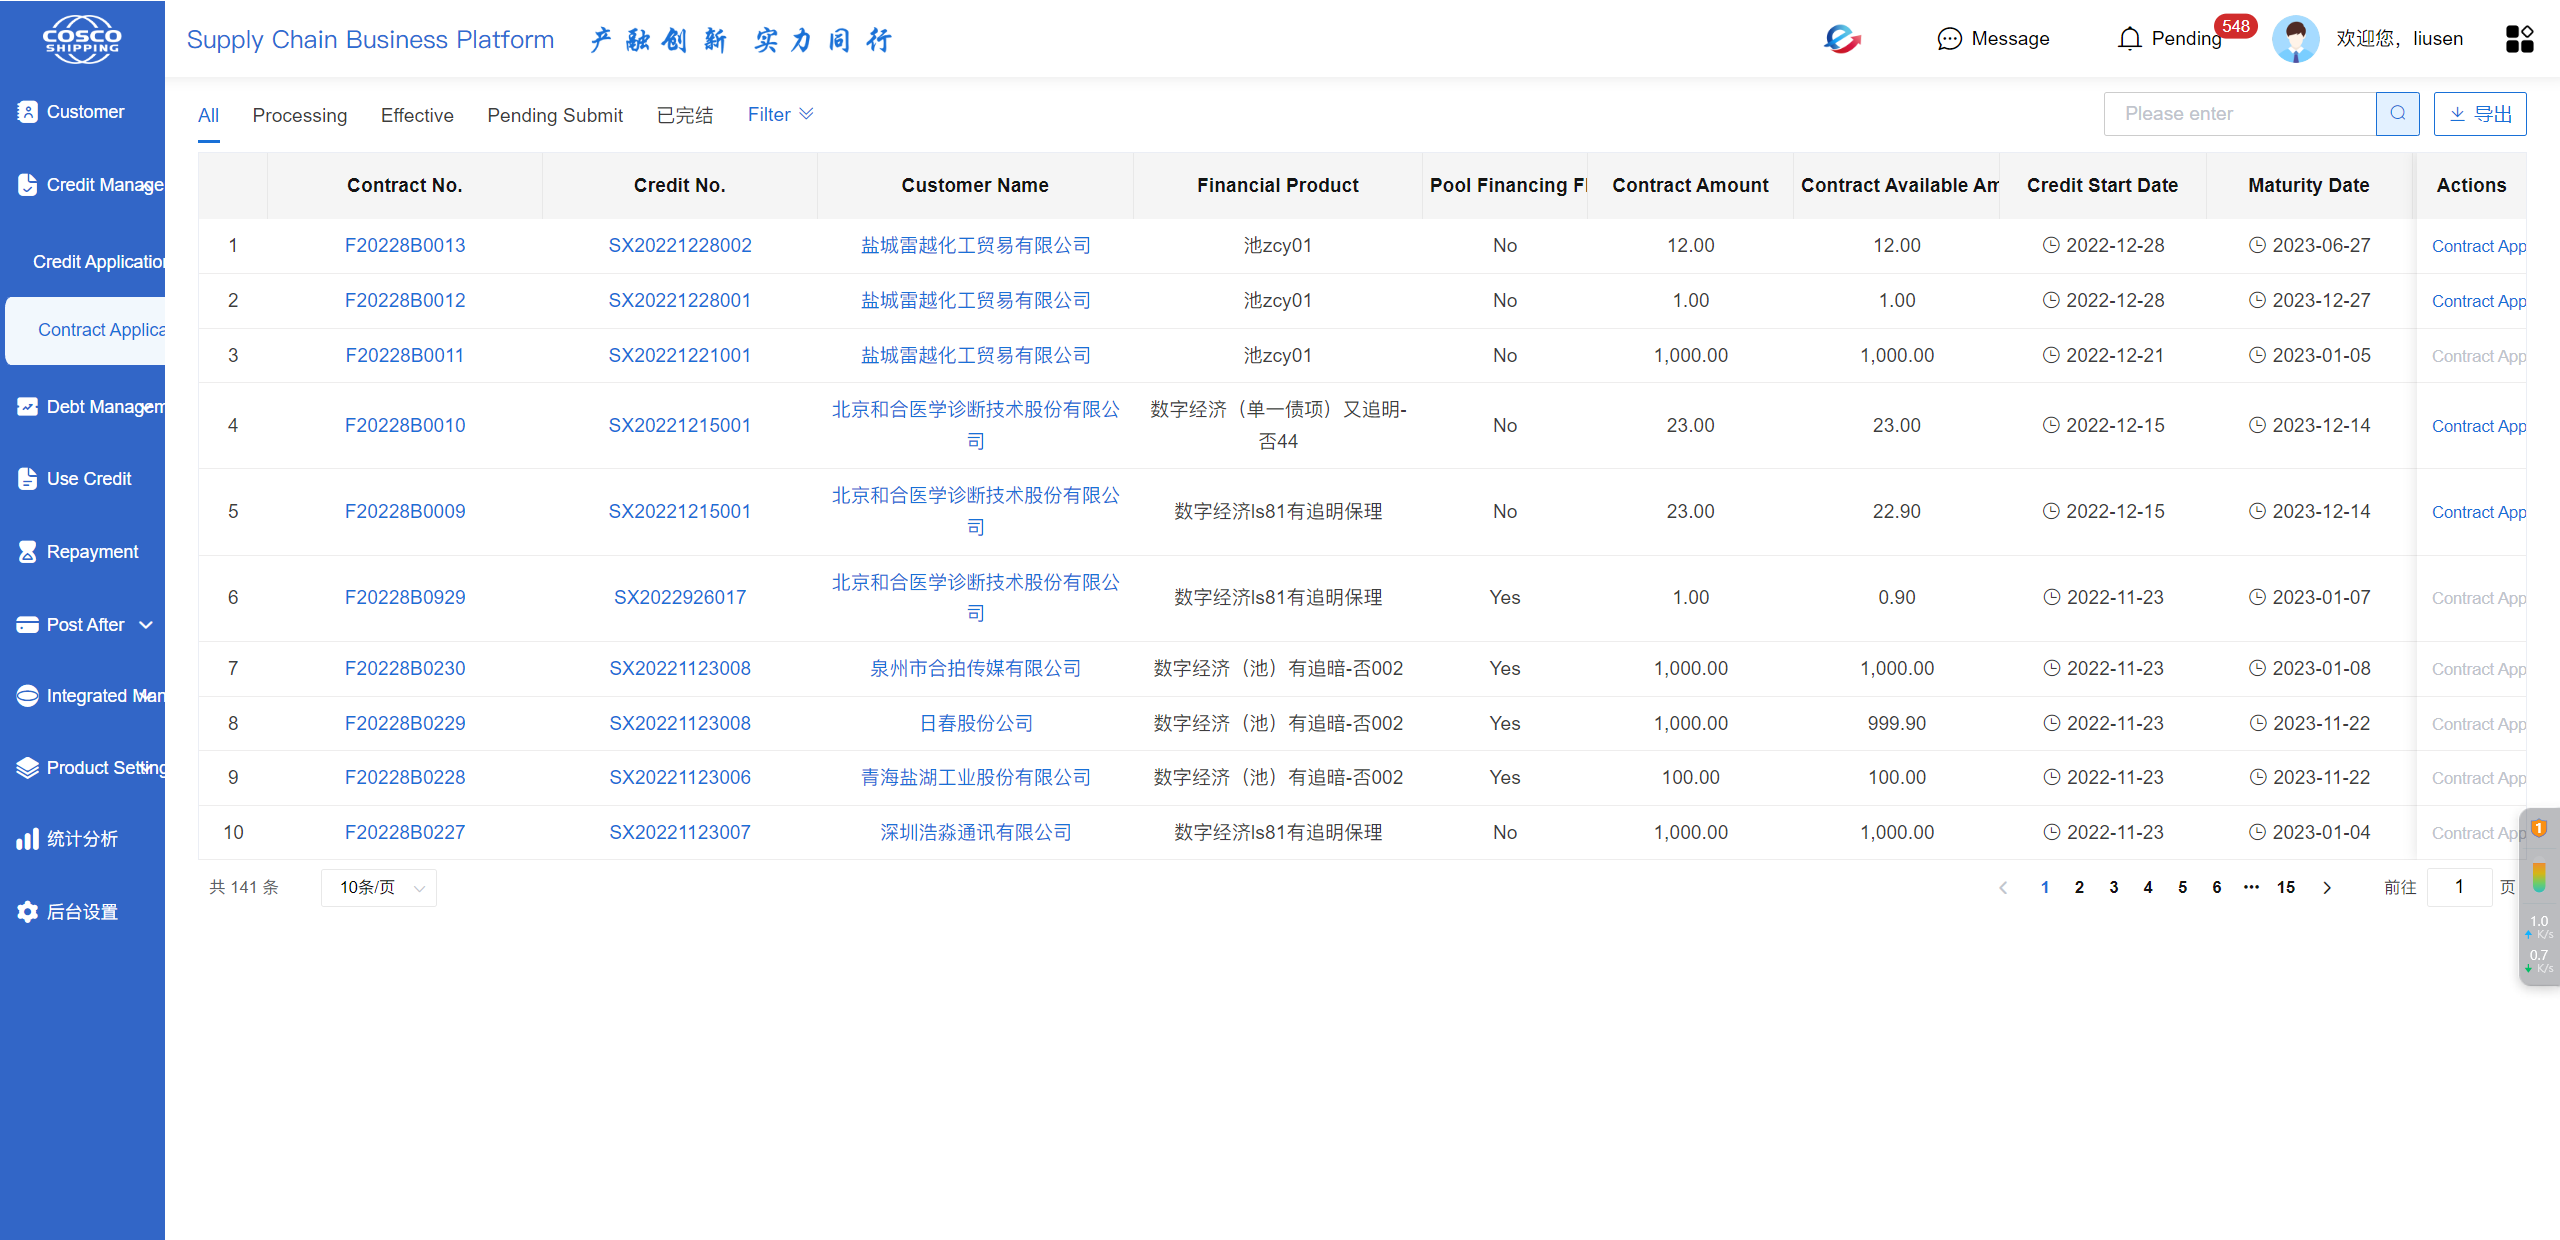 COSCO
SHIPPING
Supply Chain Business Platform
产融创新 实力同行
Message
Pending
548
欢迎您，liusen
Customer
Credit Manage
Credit Application
Contract Applica
Debt Managem
Use Credit
Repayment
Post After
Integrated Man
Product Setting
统计分析
后台设置
All Processing Effective Pending Submit 已完结 Filter
Please enter
导出
Contract No. Credit No. Customer Name Financial Product Pool Financing Fl Contract Amount Contract Available Am Credit Start Date Maturity Date Actions
1 F20228B0013 SX20221228002 盐城雷越化工贸易有限公司 池zcy01 No 12.00 12.00 2022-12-28 2023-06-27 Contract App
2 F20228B0012 SX20221228001 盐城雷越化工贸易有限公司 池zcy01 No 1.00 1.00 2022-12-28 2023-12-27 Contract App
3 F20228B0011 SX20221221001 盐城雷越化工贸易有限公司 池zcy01 No 1,000.00 1,000.00 2022-12-21 2023-01-05 Contract App
4 F20228B0010 SX20221215001 北京和合医学诊断技术股份有限公
司 数字经济（单一债项）又追明-
否44 No 23.00 23.00 2022-12-15 2023-12-14 Contract App
5 F20228B0009 SX20221215001 北京和合医学诊断技术股份有限公
司 数字经济ls81有追明保理 No 23.00 22.90 2022-12-15 2023-12-14 Contract App
6 F20228B0929 SX2022926017 北京和合医学诊断技术股份有限公
司 数字经济ls81有追明保理 Yes 1.00 0.90 2022-11-23 2023-01-07 Contract App
7 F20228B0230 SX20221123008 泉州市合拍传媒有限公司 数字经济（池）有追暗-否002 Yes 1,000.00 1,000.00 2022-11-23 2023-01-08 Contract App
8 F20228B0229 SX20221123008 日春股份公司 数字经济（池）有追暗-否002 Yes 1,000.00 999.90 2022-11-23 2023-11-22 Contract App
9 F20228B0228 SX20221123006 青海盐湖工业股份有限公司 数字经济（池）有追暗-否002 Yes 100.00 100.00 2022-11-23 2023-11-22 Contract App
10 F20228B0227 SX20221123007 深圳浩淼通讯有限公司 数字经济ls81有追明保理 No 1,000.00 1,000.00 2022-11-23 2023-01-04 Contract App
共 141 条 10条/页 1 2 3 4 5 6 ••• 15 前往 1 页
1
1.0
K/s
0.7
K/s